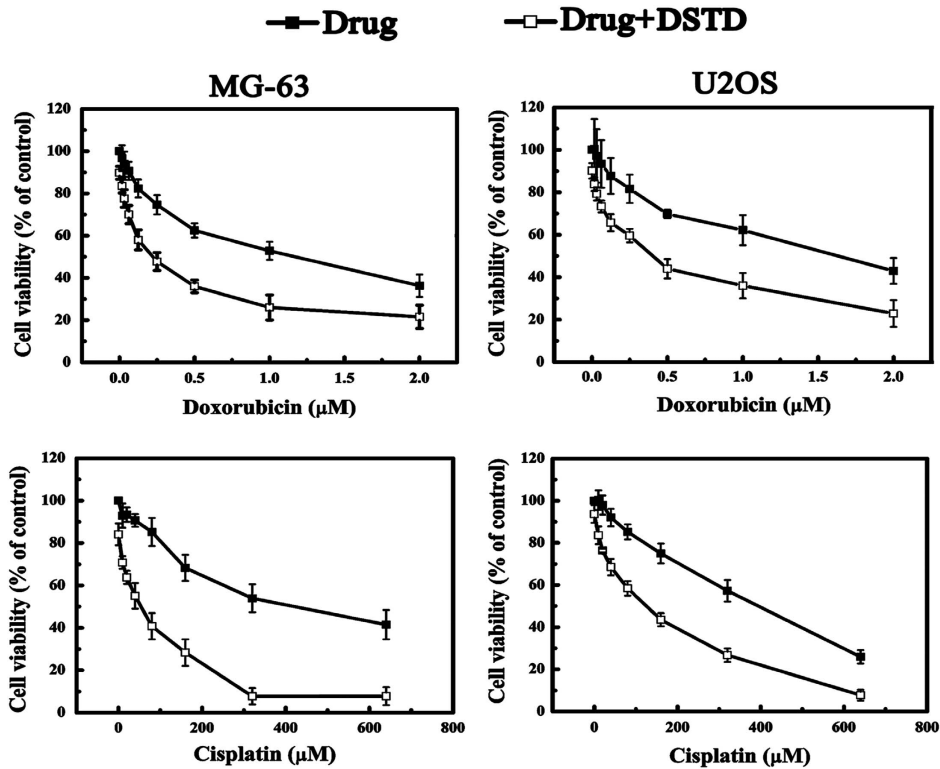 Drug Drug+DSTD
MG-63 U2OS
Cell viability (% of control)
120
100
80
60
40
20
0
0.0 0.5 1.0 1.5 2.0
Doxorubicin (μM)
Cell viability (% of control)
120
100
80
60
40
20
0
0.0 0.5 1.0 1.5 2.0
Doxorubicin (μM)
Cell viability (% of control)
120
100
80
60
40
20
0
0 200 400 600 800
Cisplatin (μM)
Cell viability (% of control)
120
100
80
60
40
20
0
0 200 400 600 800
Cisplatin (μM)